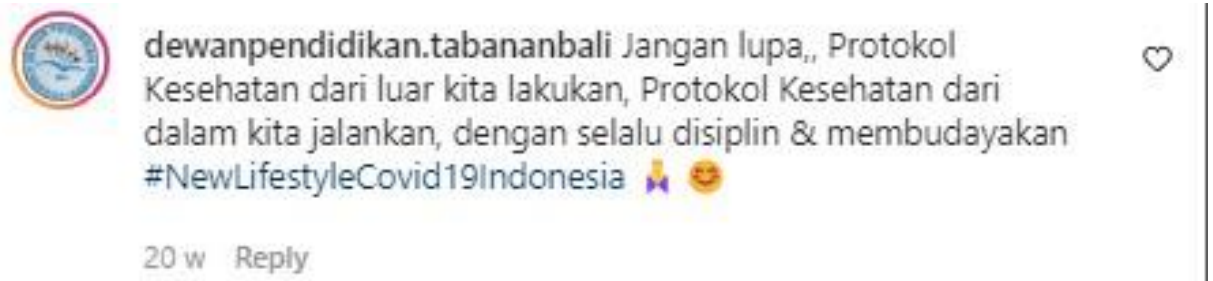 dewanpendidikan.tabananbali Jangan lupa,, Protokol
Kesehatan dari luar kita lakukan, Protokol Kesehatan dari
dalam kita jalankan, dengan selalu disiplin & membudayakan
#NewLifestyleCovid19Indonesia 🙏 😊
20 w Reply